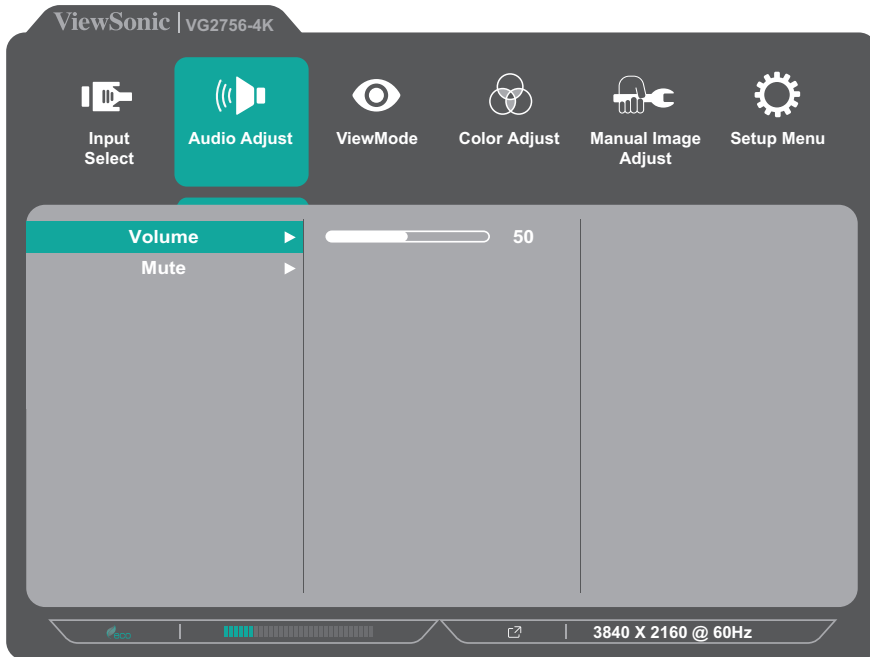 ViewSonic VG2756-4K
Input Select
Audio Adjust
ViewMode
Color Adjust
Manual Image Adjust
Setup Menu
Volume 50
Mute
eco 3840 X 2160 @ 60Hz